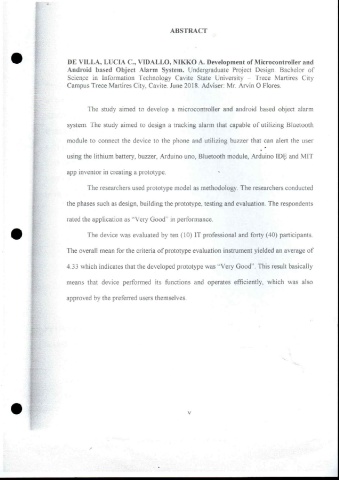 ABSTRACT
DE VILLA, LUCIA C., VIDALLO, NIKKO A. Development of Microcontroller and
Android based Object Alarm System. Undergraduate Project Design. Bachelor of
Science in Information Technology Cavite State University – Trece Martires City
Campus Trece Martires City, Cavite. June 2018. Adviser: Mr. Arvin O Flores.
The study aimed to develop a microcontroller and android based object alarm
system. The study aimed to design a tracking alarm that capable of utilizing Bluetooth
module to connect the device to the phone and utilizing buzzer that can alert the user
using the lithium battery, buzzer, Arduino uno, Bluetooth module, Arduino IDE and MIT
app inventor in creating a prototype.
The researchers used prototype model as methodology. The researchers conducted
the phases such as design, building the prototype, testing and evaluation. The respondents
rated the application as "Very Good" in performance.
The device was evaluated by ten (10) IT professional and forty (40) participants.
The overall mean for the criteria of prototype evaluation instrument yielded an average of
4.33 which indicates that the developed prototype was "Very Good". This result basically
means that device performed its functions and operates efficiently, which was also
approved by the preferred users themselves
v